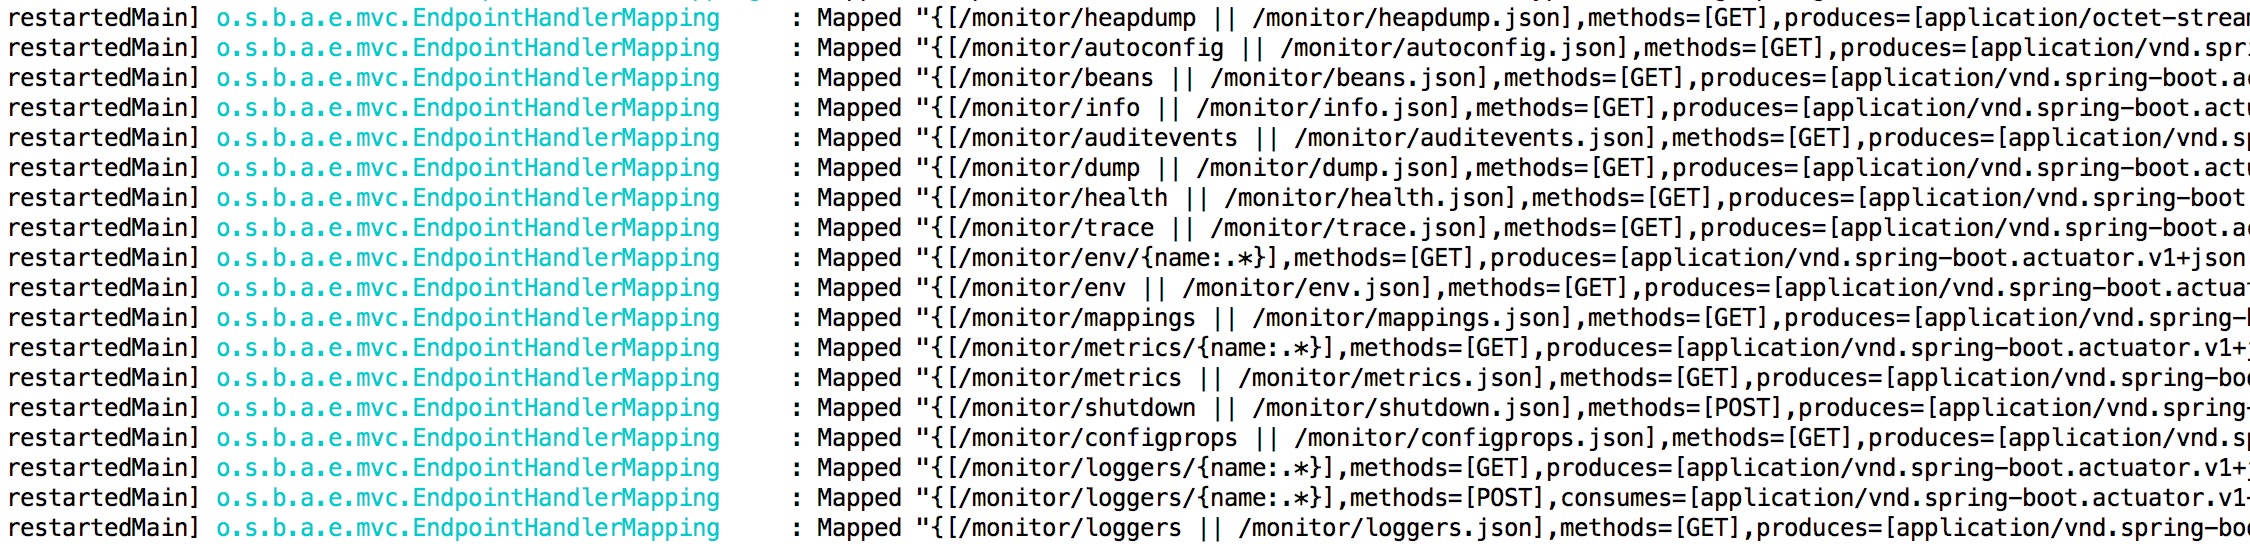 restartedMain] o.s.b.a.e.mvc.EndpointHandlerMapping : Mapped "{[/monitor/heapdump || /monitor/heapdump.json],methods=[GET],produces=[application/octet-strea
restartedMain] o.s.b.a.e.mvc.EndpointHandlerMapping : Mapped "{[/monitor/autoconfig || /monitor/autoconfig.json],methods=[GET],produces=[application/vnd.spr
restartedMain] o.s.b.a.e.mvc.EndpointHandlerMapping : Mapped "{[/monitor/beans || /monitor/beans.json],methods=[GET],produces=[application/vnd.spring-boot.a
restartedMain] o.s.b.a.e.mvc.EndpointHandlerMapping : Mapped "{[/monitor/info || /monitor/info.json],methods=[GET],produces=[application/vnd.spring-boot.act
restartedMain] o.s.b.a.e.mvc.EndpointHandlerMapping : Mapped "{[/monitor/auditevents || /monitor/auditevents.json],methods=[GET],produces=[application/vnd.s
restartedMain] o.s.b.a.e.mvc.EndpointHandlerMapping : Mapped "{[/monitor/dump || /monitor/dump.json],methods=[GET],produces=[application/vnd.spring-boot.act
restartedMain] o.s.b.a.e.mvc.EndpointHandlerMapping : Mapped "{[/monitor/health || /monitor/health.json],methods=[GET],produces=[application/vnd.spring-boot
restartedMain] o.s.b.a.e.mvc.EndpointHandlerMapping : Mapped "{[/monitor/trace || /monitor/trace.json],methods=[GET],produces=[application/vnd.spring-boot.a
restartedMain] o.s.b.a.e.mvc.EndpointHandlerMapping : Mapped "{[/monitor/env/{name:.*}],methods=[GET],produces=[application/vnd.spring-boot.actuator.v1+json
restartedMain] o.s.b.a.e.mvc.EndpointHandlerMapping : Mapped "{[/monitor/env || /monitor/env.json],methods=[GET],produces=[application/vnd.spring-boot.actua
restartedMain] o.s.b.a.e.mvc.EndpointHandlerMapping : Mapped "{[/monitor/mappings || /monitor/mappings.json],methods=[GET],produces=[application/vnd.spring-
restartedMain] o.s.b.a.e.mvc.EndpointHandlerMapping : Mapped "{[/monitor/metrics/{name:.*}],methods=[GET],produces=[application/vnd.spring-boot.actuator.v1+
restartedMain] o.s.b.a.e.mvc.EndpointHandlerMapping : Mapped "{[/monitor/metrics || /monitor/metrics.json],methods=[GET],produces=[application/vnd.spring-bo
restartedMain] o.s.b.a.e.mvc.EndpointHandlerMapping : Mapped "{[/monitor/shutdown || /monitor/shutdown.json],methods=[POST],produces=[application/vnd.spring-
restartedMain] o.s.b.a.e.mvc.EndpointHandlerMapping : Mapped "{[/monitor/configprops || /monitor/configprops.json],methods=[GET],produces=[application/vnd.s
restartedMain] o.s.b.a.e.mvc.EndpointHandlerMapping : Mapped "{[/monitor/loggers/{name:.*}],methods=[GET],produces=[application/vnd.spring-boot.actuator.v1+
restartedMain] o.s.b.a.e.mvc.EndpointHandlerMapping : Mapped "{[/monitor/loggers/{name:.*}],methods=[POST],consumes=[application/vnd.spring-boot.actuator.v1
restartedMain] o.s.b.a.e.mvc.EndpointHandlerMapping : Mapped "{[/monitor/loggers || /monitor/loggers.json],methods=[GET],produces=[application/vnd.spring-bo